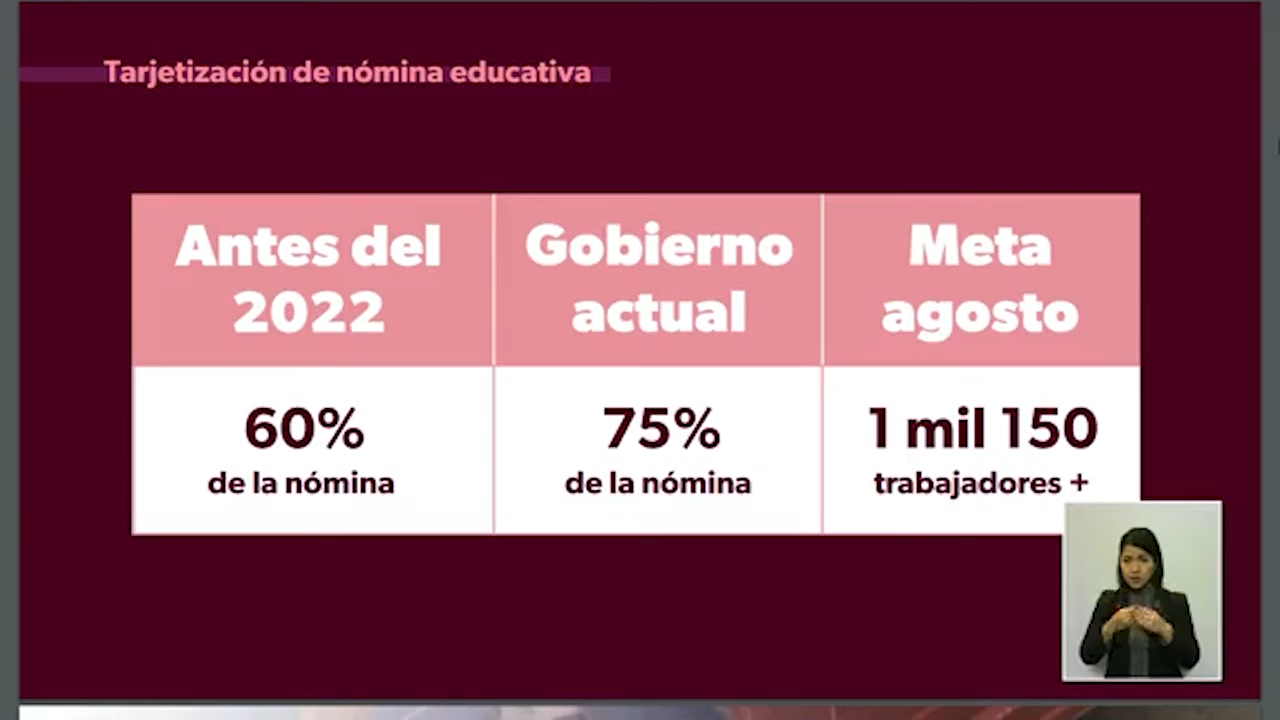 Tarjetización de nómina educativa
Antes del
2022
Gobierno
actual
Meta
agosto
60%
de la nómina
75%
de la nómina
1 mil 150
trabajadores +